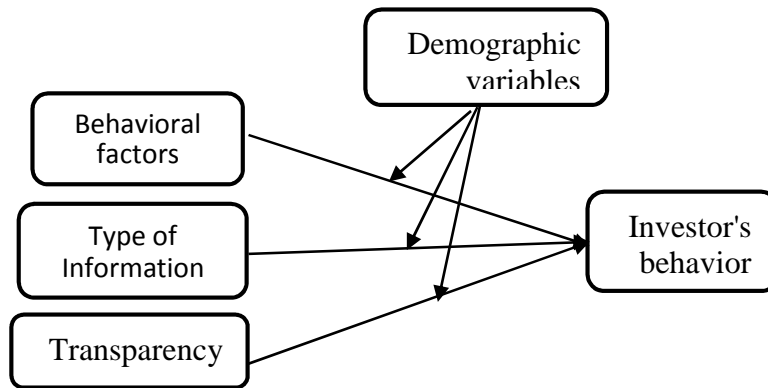 Demographic
variables
Behavioral
factors
Type of
Information
Transparency
Investor's
behavior